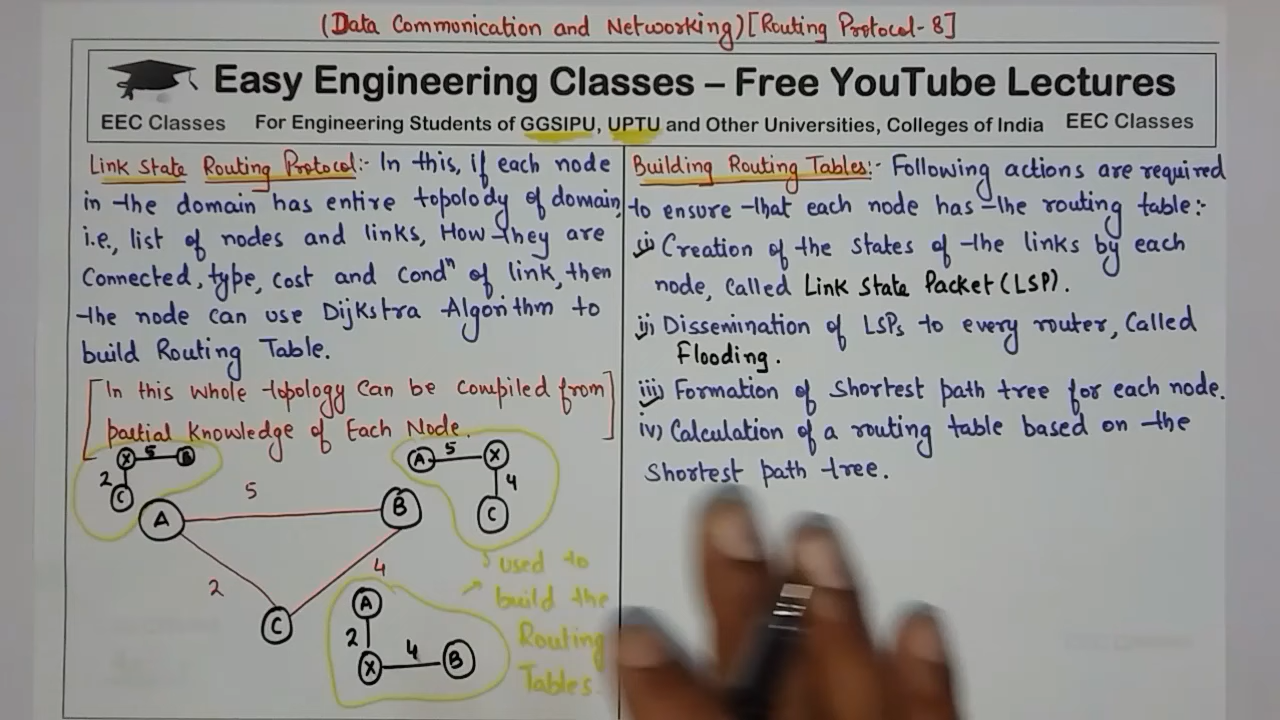 (Data Communication and Networking)[Routing Protocol-8]
Easy Engineering Classes – Free YouTube Lectures
EEC Classes For Engineering Students of GGSIPU, UPTU and Other Universities, Colleges of India EEC Classes
Link State Routing Protocol:- In this, if each node
in the domain has entire topolody of domain,
i.e., list of nodes and links, How they are
Connected, type, cost and condⁿ of link, then
the node can use Dijkstra Algorithm to
build Routing Table.
[In this whole topology Can be compiled from
partial knowledge of Each Node.]
X 5 B
2
C
A 5 X
4
C
A 5 B
2 4
C
A
2
X 4 B
used to
build the
Routing
Tables.
Building Routing Tables:- Following actions are required
to ensure that each node has the routing table:-
i) Creation of the states of the links by each
node, called Link State Packet (LSP).
ii) Dissemination of LSPs to every router, Called
Flooding.
iii) Formation of Shortest path tree for each node.
iv) Calculation of a routing table based on the
Shortest path tree.